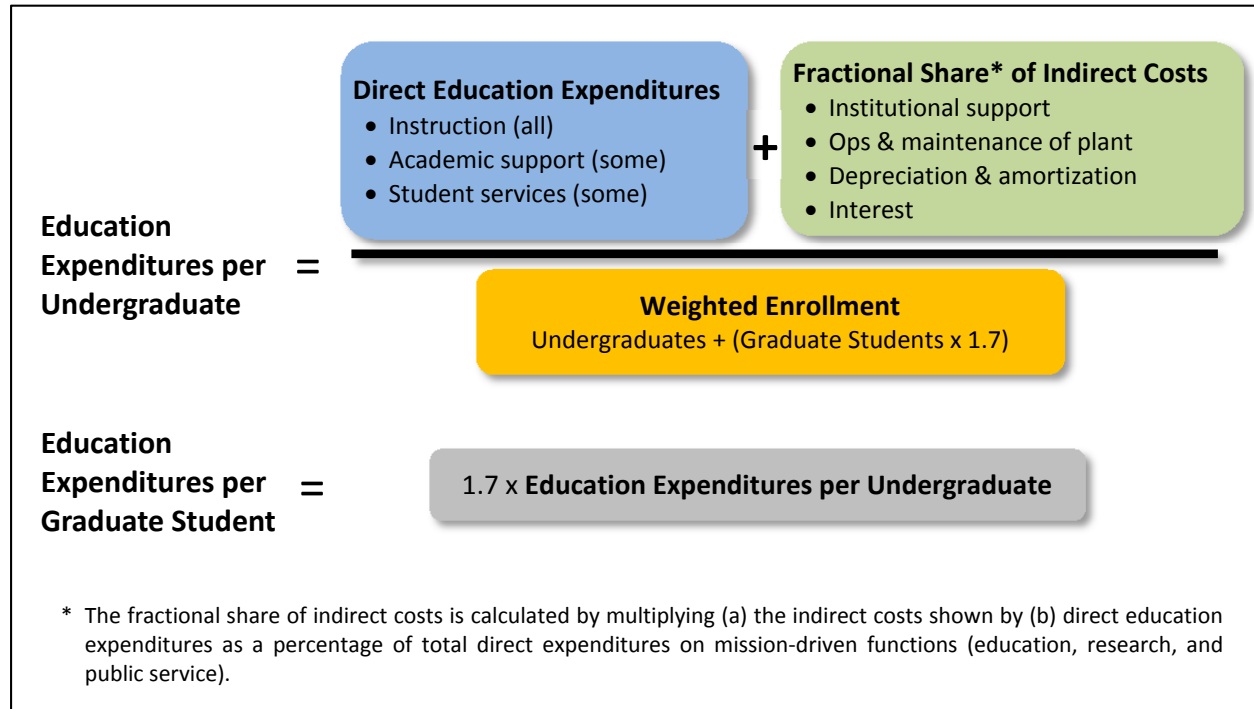 Direct Education Expenditures
• Instruction (all)
• Academic support (some)
• Student services (some)
+
Fractional Share* of Indirect Costs
• Institutional support
• Ops & maintenance of plant
• Depreciation & amortization
• Interest
Education
Expenditures per
Undergraduate
=
Weighted Enrollment
Undergraduates + (Graduate Students x 1.7)
Education
Expenditures per
Graduate Student
=
1.7 x Education Expenditures per Undergraduate
* The fractional share of indirect costs is calculated by multiplying (a) the indirect costs shown by (b) direct education
expenditures as a percentage of total direct expenditures on mission-driven functions (education, research, and
public service).